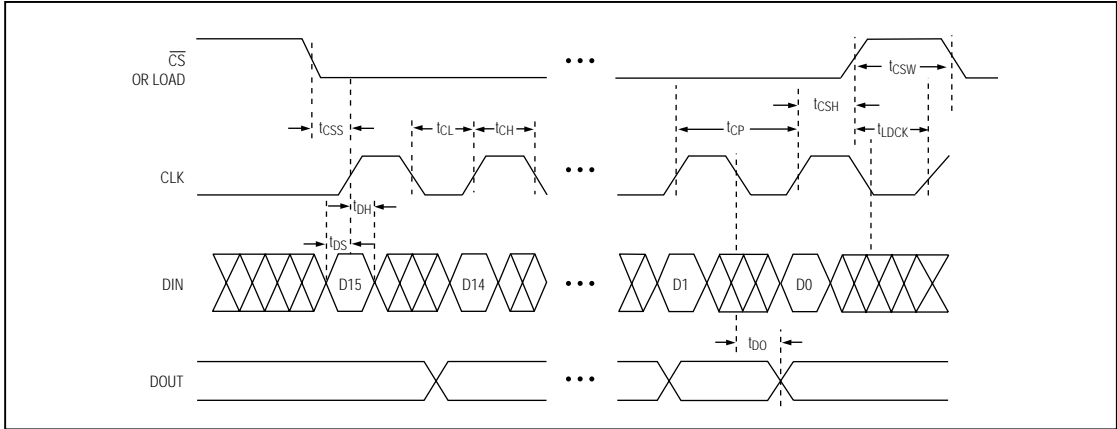 CS
OR LOAD
• • •
tCSW
tCSH
tCSS
tCL
tCH
tCP
tLDCK
CLK
• • •
tDH
tDS
DIN
D15
D14
• • •
D1
D0
tDO
DOUT
• • •